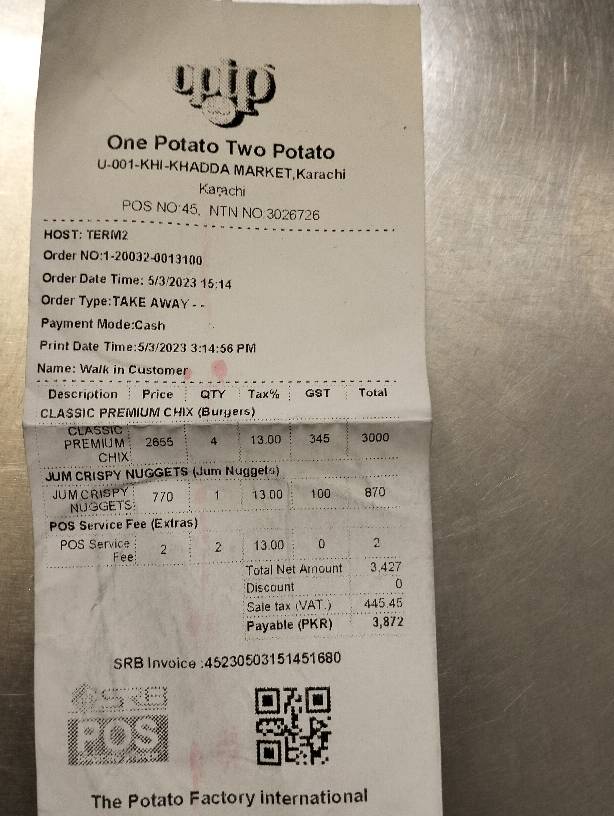 opip
One Potato Two Potato
U-001-KHI-KHADDA MARKET,Karachi
Karachi
POS NO:45, NTN NO 3026726
HOST: TERM2
Order NO:1-20032-0013100
Order Date Time: 5/3/2023 15:14
Order Type:TAKE AWAY - -
Payment Mode:Cash
Print Date Time:5/3/2023 3:14:56 PM
Name: Walk in Customer
Description Price QTY Tax% GST Total
CLASSIC PREMIUM CHIX (Burgers)
CLASSIC
PREMIUM 2655 4 13.00 345 3000
CHIX
JUM CRISPY NUGGETS (Jum Nuggets)
JUM CRISPY 770 1 13.00 100 870
NUGGETS
POS Service Fee (Extras)
POS Service 2 2 13.00 0 2
Fee
Total Net Amount 3,427
Discount 0
Sale tax (VAT.) 445.45
Payable (PKR) 3,872
SRB Invoice :45230503151451680
SRB
POS
The Potato Factory international